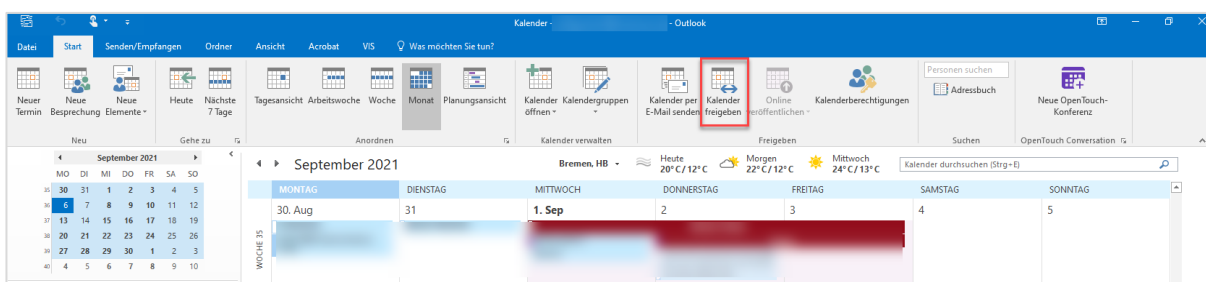 Kalender - - Outlook
Datei Start Senden/Empfangen Ordner Ansicht Acrobat VIS Was möchten Sie tun?
Neuer Termin
Neue Besprechung
Neue Elemente
Heute
Nächste 7 Tage
Tagesansicht
Arbeitswoche
Woche
Monat
Planungsansicht
Kalender öffnen
Kalendergruppen
Kalender per E-Mail senden
Kalender freigeben
Online veröffentlichen
Kalenderberechtigungen
Personen suchen
Adressbuch
Neue OpenTouch-Konferenz
Neu Gehe zu Anordnen Kalender verwalten Freigeben Suchen OpenTouch Conversation
September 2021
MO DI MI DO FR SA SO
35 30 31 1 2 3 4 5
36 6 7 8 9 10 11 12
37 13 14 15 16 17 18 19
38 20 21 22 23 24 25 26
39 27 28 29 30 1 2 3
40 4 5 6 7 8 9 10
September 2021
Bremen, HB
Heute
20°C/12°C
Morgen
22°C/12°C
Mittwoch
24°C/13°C
Kalender durchsuchen (Strg+E)
MONTAG DIENSTAG MITTWOCH DONNERSTAG FREITAG SAMSTAG SONNTAG
30. Aug 31 1. Sep 2 3 4 5
WOCHE 35